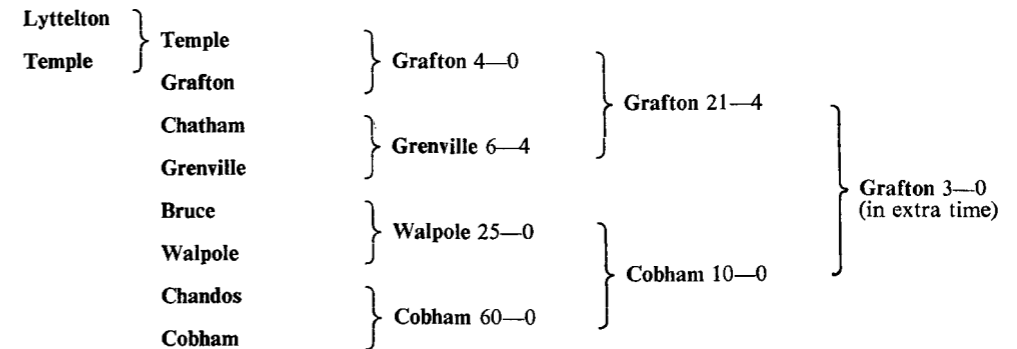 Lyttelton
Temple
Temple
Grafton
Chatham
Grenville
Bruce
Walpole
Chandos
Cobham
Grafton 4—0
Grenville 6—4
Walpole 25—0
Cobham 60—0
Grafton 21—4
Cobham 10—0
Grafton 3—0
(in extra time)